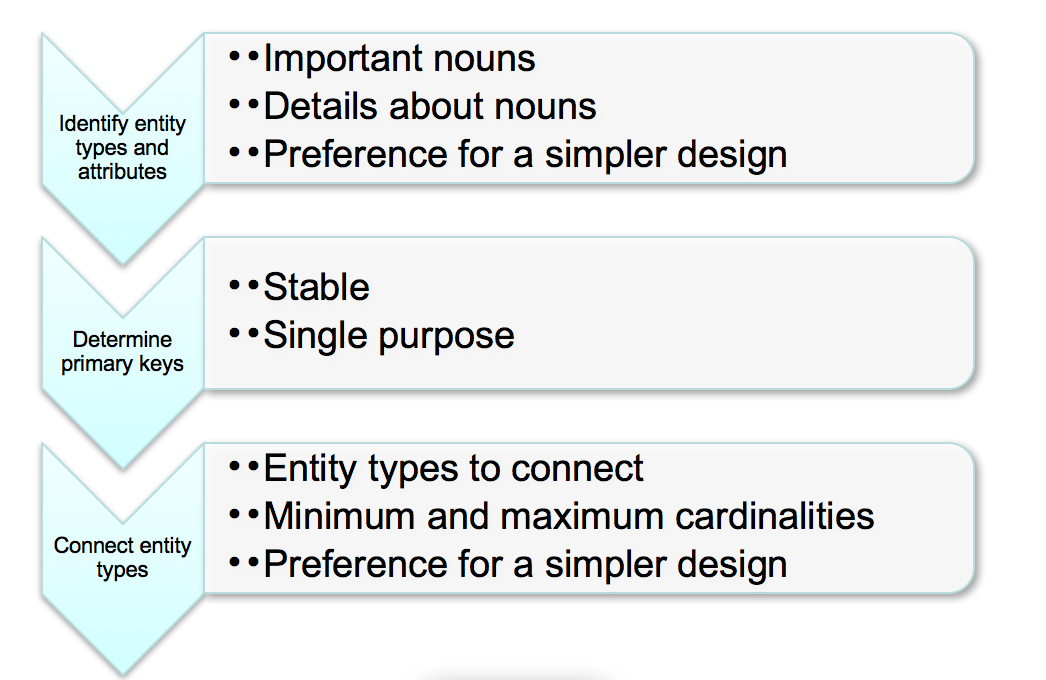 Identify entity
types and
attributes
••Important nouns
••Details about nouns
••Preference for a simpler design
Determine
primary keys
••Stable
••Single purpose
Connect entity
types
••Entity types to connect
••Minimum and maximum cardinalities
••Preference for a simpler design